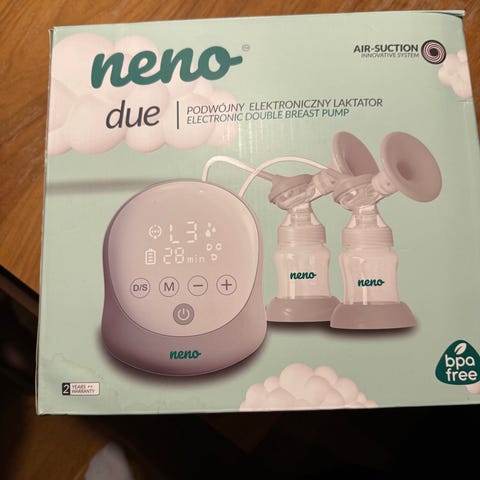 neno
due
PODWÓJNY ELEKTRONICZNY LAKTATOR
ELECTRONIC DOUBLE BREAST PUMP
AIR-SUCTION
INNOVATIVE SYSTEM
L3
28min
D/S M − +
neno
neno
neno
2 YEARS ++
WARRANTY
bpa
free